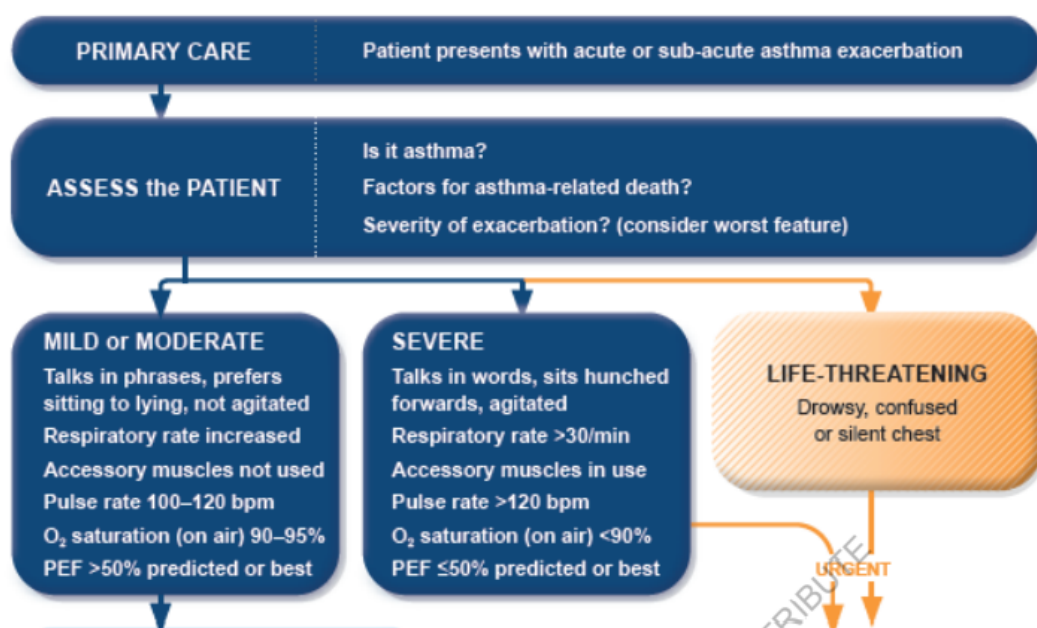 PRIMARY CARE
Patient presents with acute or sub-acute asthma exacerbation
ASSESS the PATIENT
Is it asthma?
Factors for asthma-related death?
Severity of exacerbation? (consider worst feature)
MILD or MODERATE
Talks in phrases, prefers
sitting to lying, not agitated
Respiratory rate increased
Accessory muscles not used
Pulse rate 100–120 bpm
O₂ saturation (on air) 90–95%
PEF >50% predicted or best
SEVERE
Talks in words, sits hunched
forwards, agitated
Respiratory rate >30/min
Accessory muscles in use
Pulse rate >120 bpm
O₂ saturation (on air) <90%
PEF ≤50% predicted or best
LIFE-THREATENING
Drowsy, confused
or silent chest
URGENT